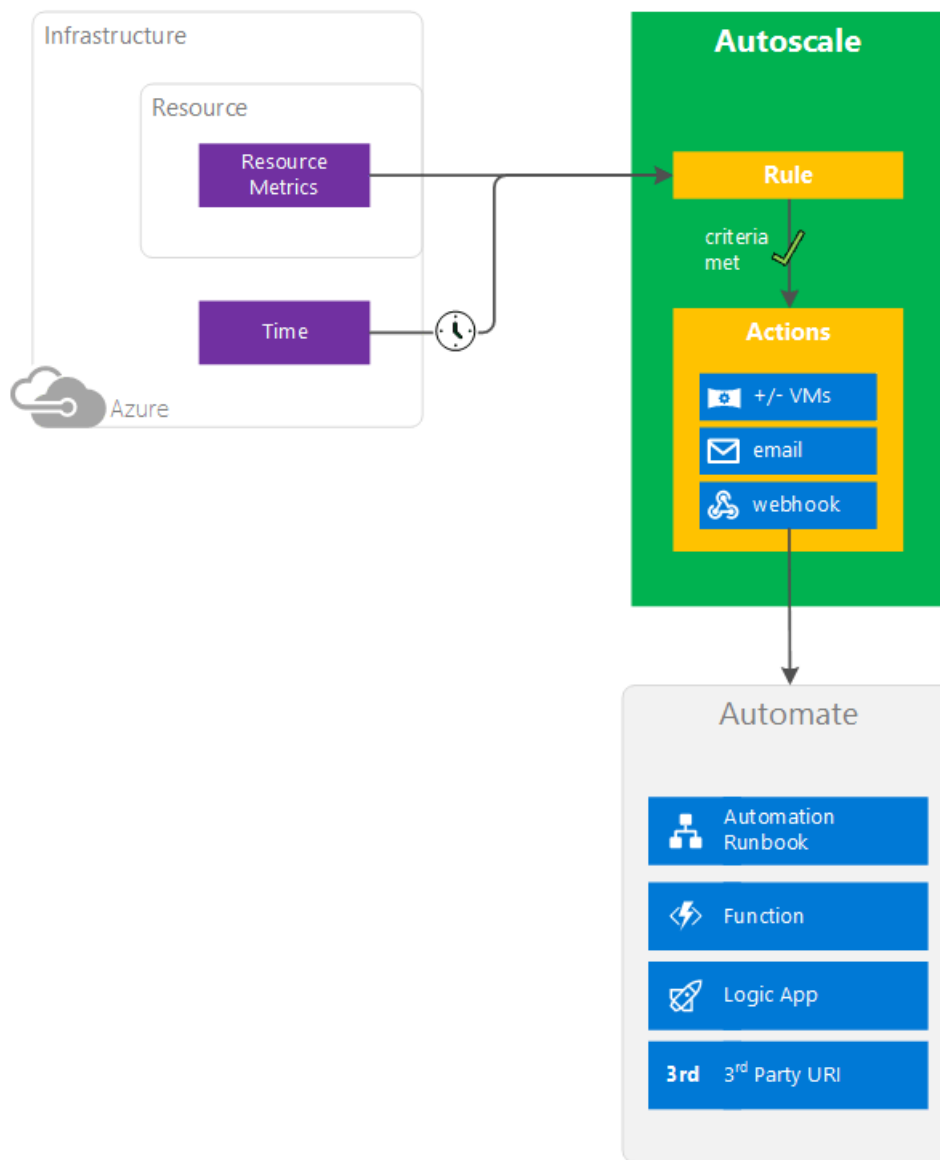 Infrastructure
Resource
Resource
Metrics
Time
Azure
Autoscale
Rule
criteria
met
Actions
+/- VMs
email
webhook
Automate
Automation
Runbook
Function
Logic App
3rd 3rd Party URI